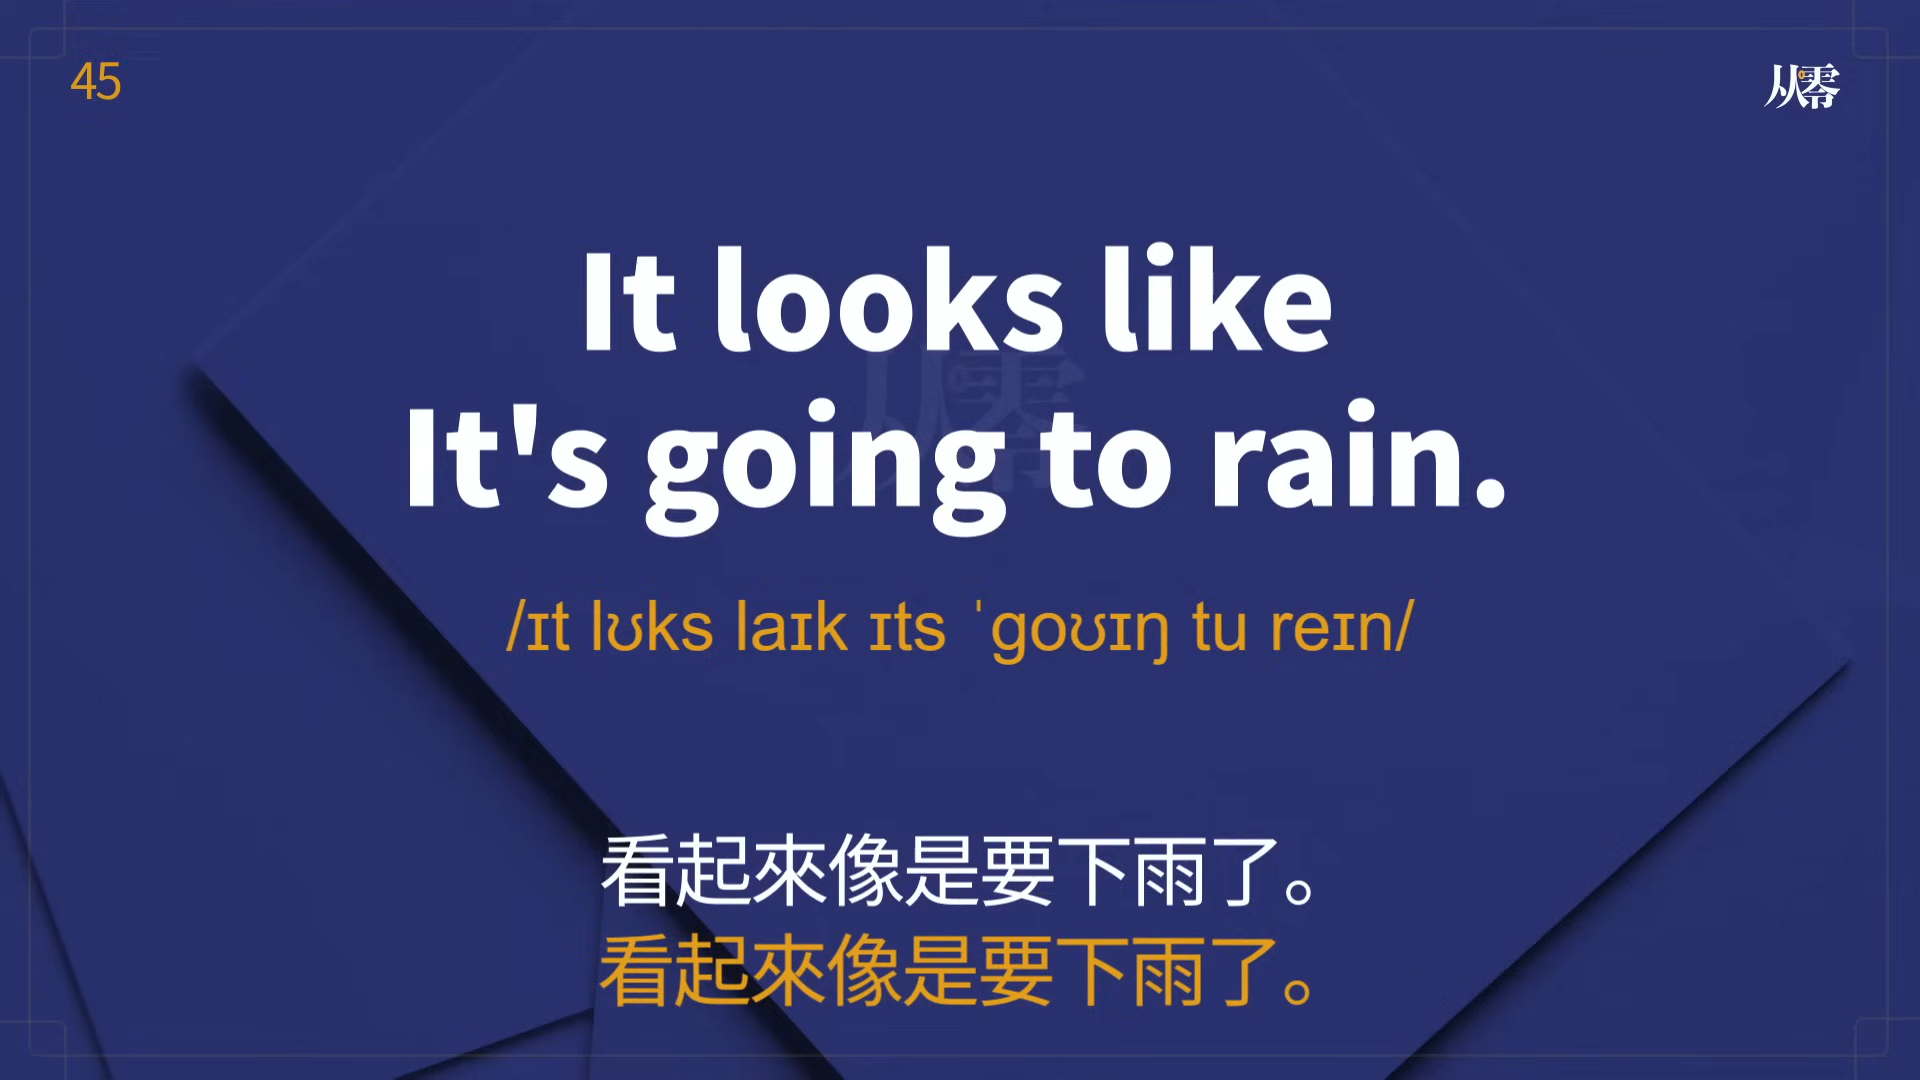 45
从零
It looks like
It's going to rain.
/ɪt lʊks laɪk ɪts ˈɡoʊɪŋ tu reɪn/
看起來像是要下雨了。
看起來像是要下雨了。